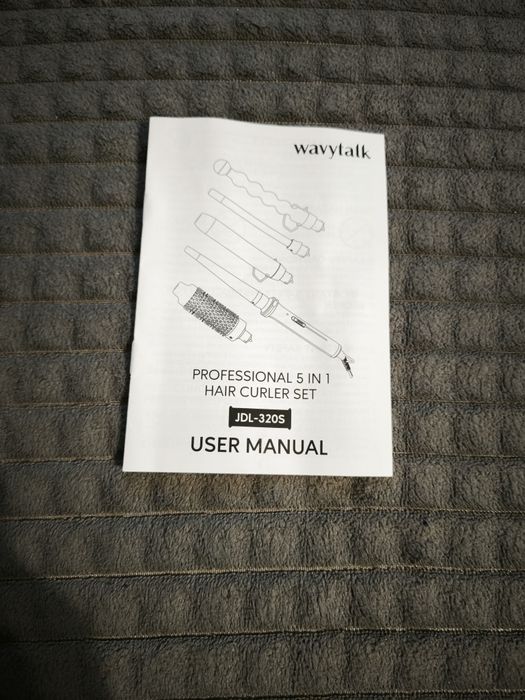 wavytalk
PROFESSIONAL 5 IN 1
HAIR CURLER SET
JDL-320S
USER MANUAL